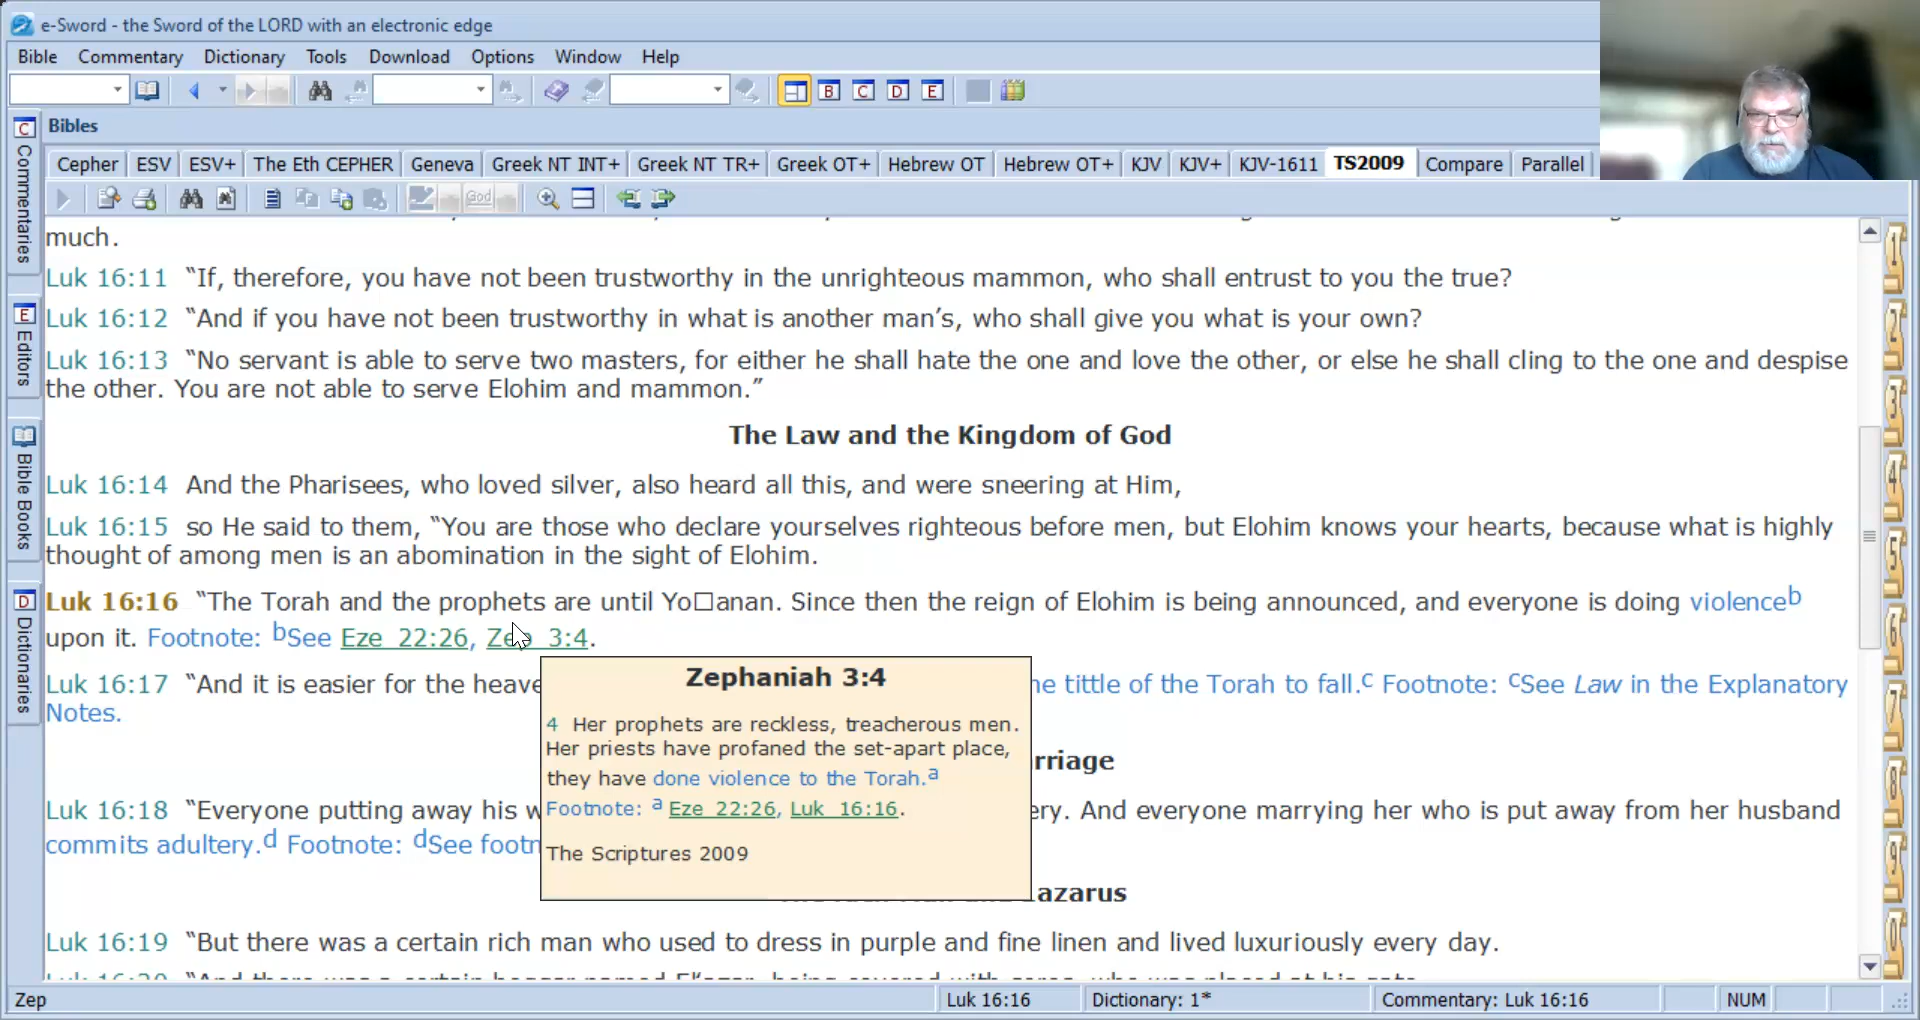 e-Sword - the Sword of the LORD with an electronic edge
Bible Commentary Dictionary Tools Download Options Window Help
B C D E
Bibles
Cepher ESV ESV+ The Eth CEPHER Geneva Greek NT INT+ Greek NT TR+ Greek OT+ Hebrew OT Hebrew OT+ KJV KJV+ KJV-1611 TS2009 Compare Parallel
God
C Commentaries
E Editors
Bible Books
D Dictionaries
much.
Luk 16:11 “If, therefore, you have not been trustworthy in the unrighteous mammon, who shall entrust to you the true?
Luk 16:12 “And if you have not been trustworthy in what is another man’s, who shall give you what is your own?
Luk 16:13 “No servant is able to serve two masters, for either he shall hate the one and love the other, or else he shall cling to the one and despise
the other. You are not able to serve Elohim and mammon.”
The Law and the Kingdom of God
Luk 16:14 And the Pharisees, who loved silver, also heard all this, and were sneering at Him,
Luk 16:15 so He said to them, “You are those who declare yourselves righteous before men, but Elohim knows your hearts, because what is highly
thought of among men is an abomination in the sight of Elohim.
Luk 16:16 “The Torah and the prophets are until Yo□anan. Since then the reign of Elohim is being announced, and everyone is doing violenceb
upon it. Footnote: bSee Eze 22:26, Zep 3:4.
Luk 16:17 “And it is easier for the heave
ne tittle of the Torah to fall.c Footnote: cSee Law in the Explanatory
Notes.
rriage
Luk 16:18 “Everyone putting away his w
ery. And everyone marrying her who is put away from her husband
commits adultery.d Footnote: dSee footn
azarus
Luk 16:19 “But there was a certain rich man who used to dress in purple and fine linen and lived luxuriously every day.
Zephaniah 3:4
4 Her prophets are reckless, treacherous men.
Her priests have profaned the set-apart place,
they have done violence to the Torah.a
Footnote: a Eze 22:26, Luk 16:16.
The Scriptures 2009
1
2
3
4
5
6
7
8
9
0
Zep Luk 16:16 Dictionary: 1* Commentary: Luk 16:16 NUM